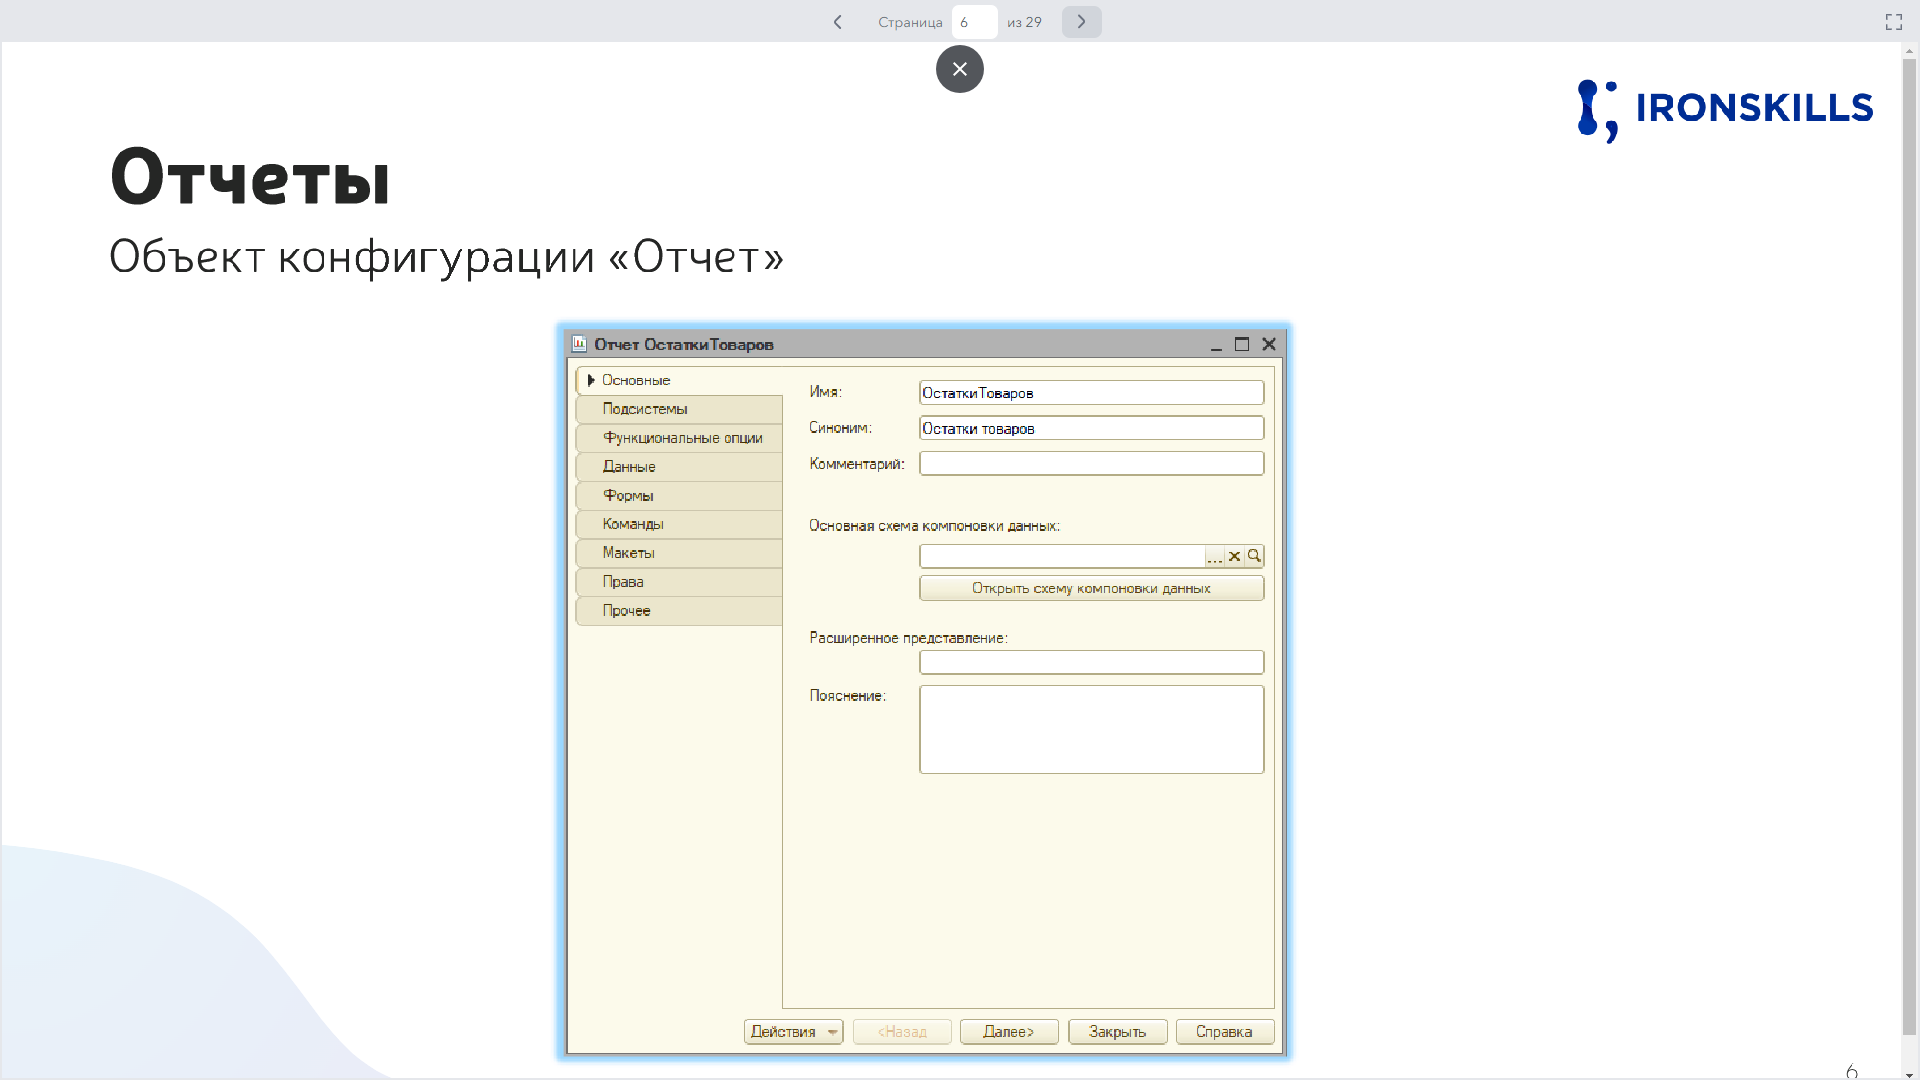 Страница 6 из 29
IRONSKILLS
Отчеты
Объект конфигурации «Отчет»
Отчет ОстаткиТоваров
Основные
Подсистемы
Функциональные опции
Данные
Формы
Команды
Макеты
Права
Прочее
Имя: ОстаткиТоваров
Синоним: Остатки товаров
Комментарий:
Основная схема компоновки данных:
...
Открыть схему компоновки данных
Расширенное представление:
Пояснение:
Действия <Назад Далее> Закрыть Справка
6